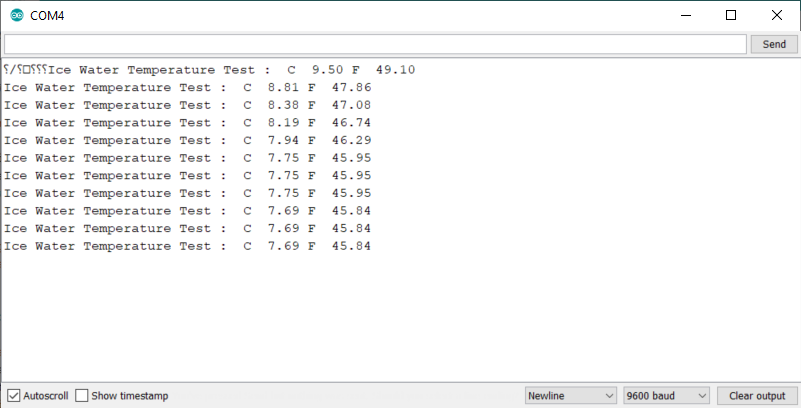 COM4
Send
⸮/⸮□⸮⸮⸮Ice Water Temperature Test :  C  9.50 F  49.10
Ice Water Temperature Test :  C  8.81 F  47.86
Ice Water Temperature Test :  C  8.38 F  47.08
Ice Water Temperature Test :  C  8.19 F  46.74
Ice Water Temperature Test :  C  7.94 F  46.29
Ice Water Temperature Test :  C  7.75 F  45.95
Ice Water Temperature Test :  C  7.75 F  45.95
Ice Water Temperature Test :  C  7.75 F  45.95
Ice Water Temperature Test :  C  7.69 F  45.84
Ice Water Temperature Test :  C  7.69 F  45.84
Ice Water Temperature Test :  C  7.69 F  45.84
Autoscroll Show timestamp Newline 9600 baud Clear output